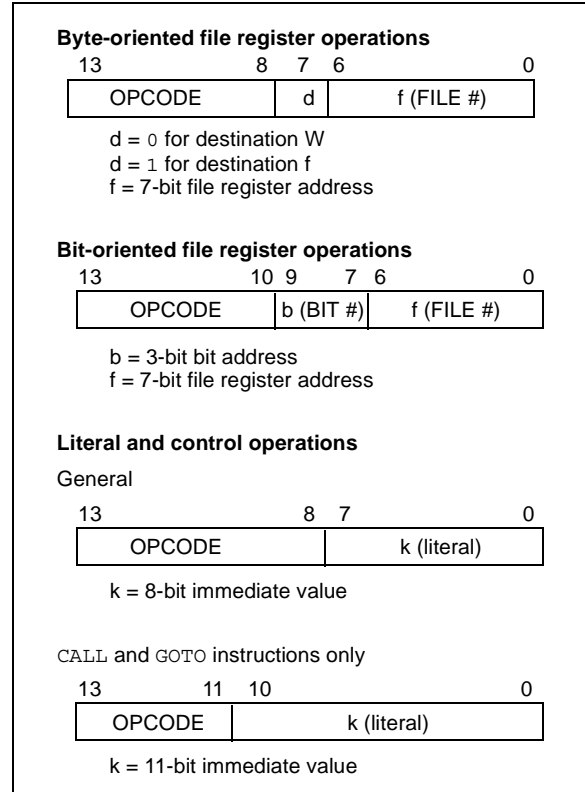 Byte-oriented file register operations
13 8 7 6 0
OPCODE d f (FILE #)
d = 0 for destination W
d = 1 for destination f
f = 7-bit file register address
Bit-oriented file register operations
13 10 9 7 6 0
OPCODE b (BIT #) f (FILE #)
b = 3-bit bit address
f = 7-bit file register address
Literal and control operations
General
13 8 7 0
OPCODE k (literal)
k = 8-bit immediate value
CALL and GOTO instructions only
13 11 10 0
OPCODE k (literal)
k = 11-bit immediate value